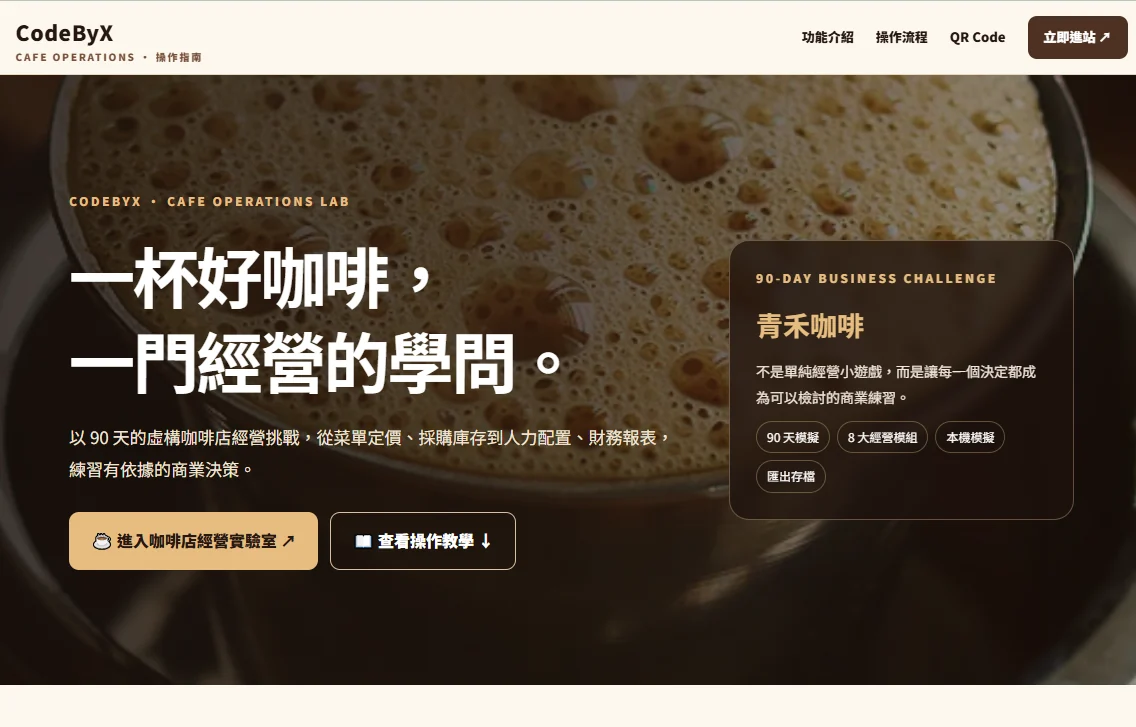 CodeByX
CAFE OPERATIONS · 操作指南
功能介紹 操作流程 QR Code 立即進站 ↗
CODEBYX · CAFE OPERATIONS LAB
一杯好咖啡，
一門經營的學問。
以 90 天的虛構咖啡店經營挑戰，從菜單定價、採購庫存到人力配置、財務報表，
練習有依據的商業決策。
☕ 進入咖啡店經營實驗室 ↗
📖 查看操作教學 ↓
90-DAY BUSINESS CHALLENGE
青禾咖啡
不是單純經營小遊戲，而是讓每一個決定都成
為可以檢討的商業練習。
90 天模擬 8 大經營模組 本機模擬
匯出存檔